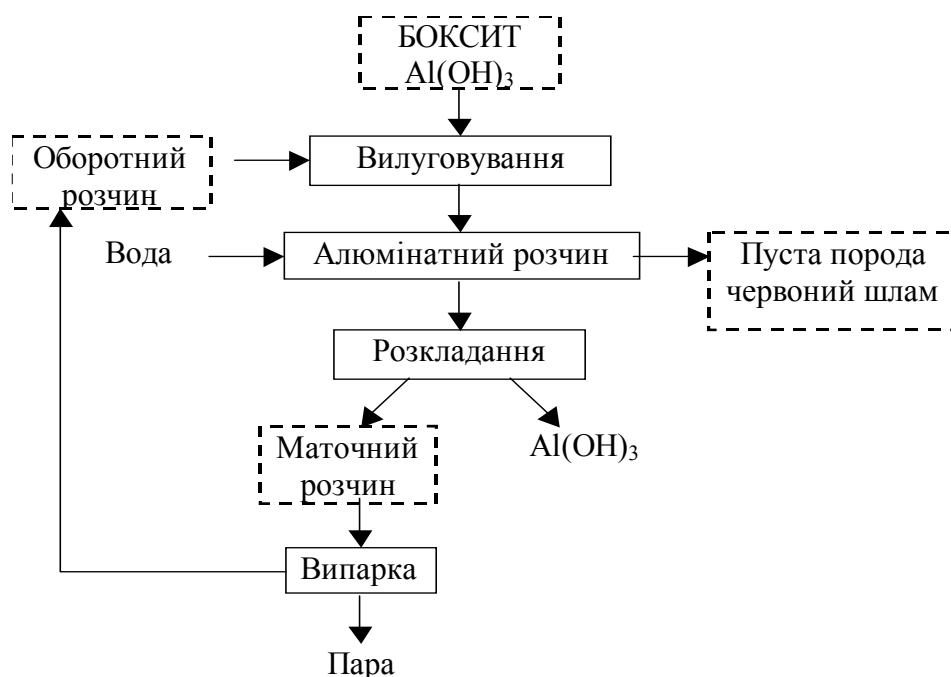 БОКСИТ
Al(OH)3
Оборотний
розчин
Вилуговування
Вода
Алюмінатний розчин
Пуста порода
червоний шлам
Розкладання
Маточний
розчин
Al(OH)3
Випарка
Пара